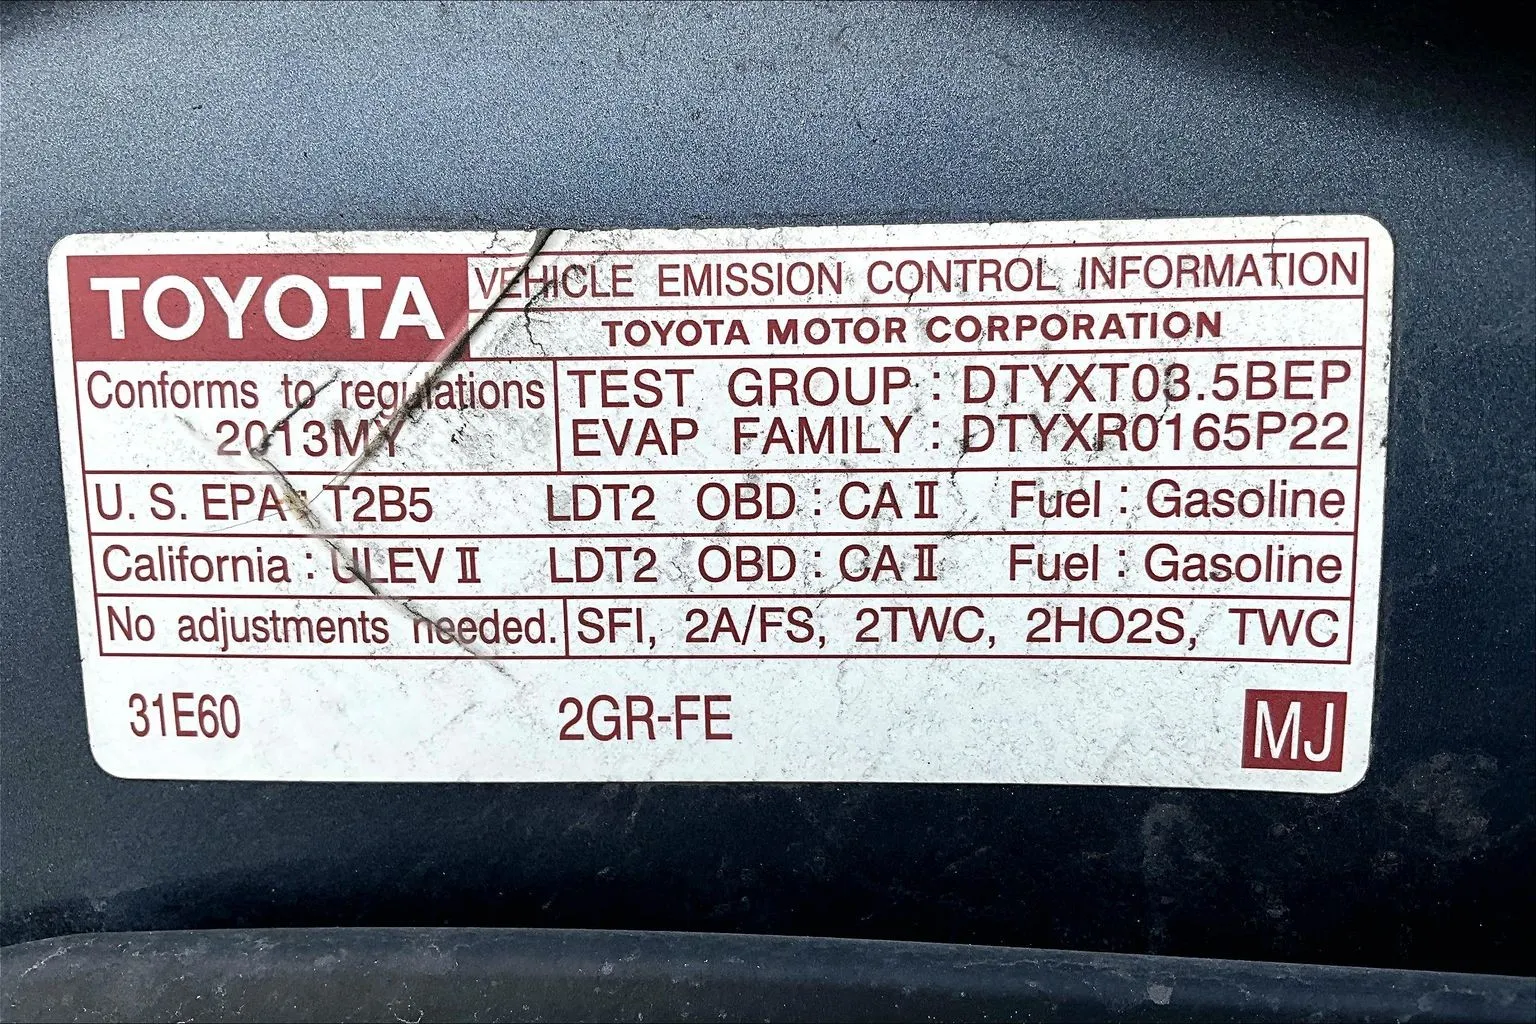 TOYOTA VEHICLE EMISSION CONTROL INFORMATION
TOYOTA MOTOR CORPORATION
Conforms to regulations
2013MY
TEST GROUP : DTYXT03.5BEP
EVAP FAMILY : DTYXR0165P22
U. S. EPA : T2B5 LDT2 OBD : CA II Fuel : Gasoline
California : ULEV II LDT2 OBD : CA II Fuel : Gasoline
No adjustments needed. SFI, 2A/FS, 2TWC, 2HO2S, TWC
31E60 2GR-FE MJ